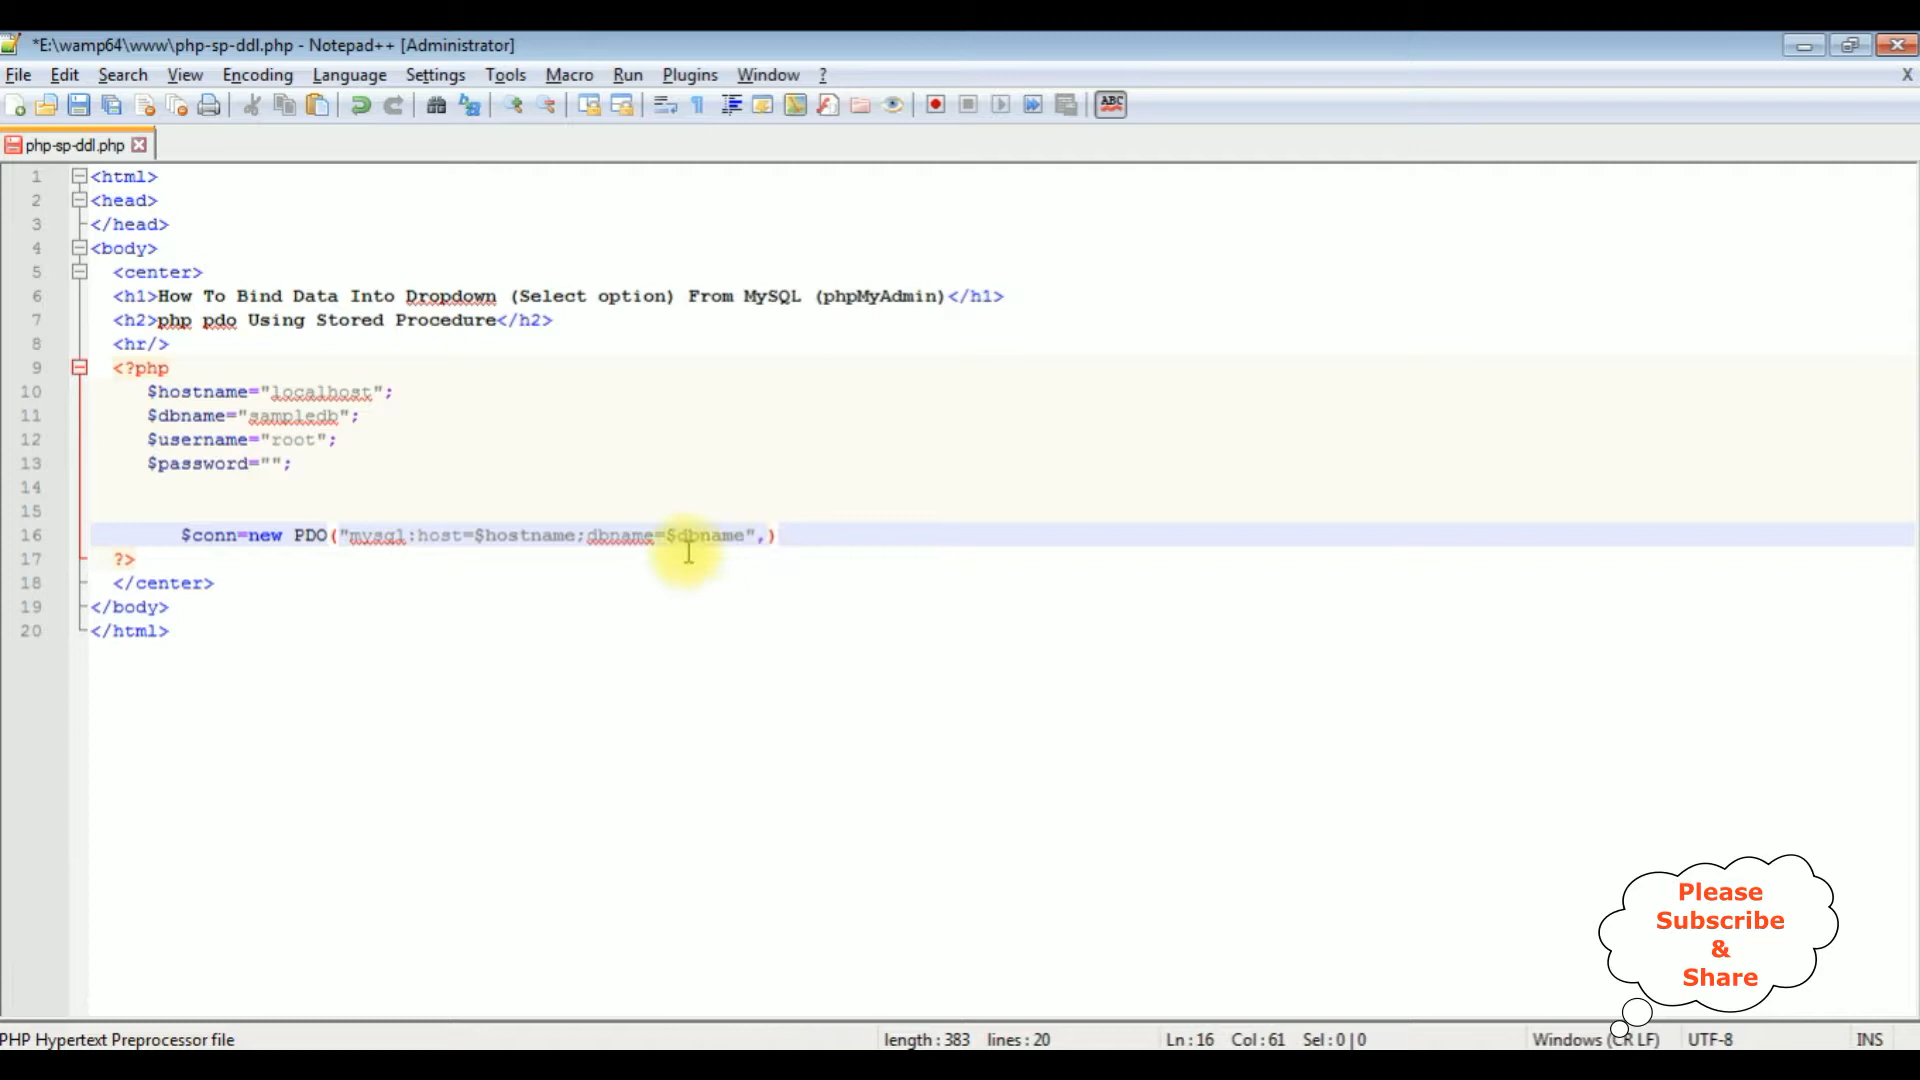 *E:\wamp64\www\php-sp-ddl.php - Notepad++ [Administrator]
File Edit Search View Encoding Language Settings Tools Macro Run Plugins Window ? X
ABC
php-sp-ddl.php
1 <html>
2 <head>
3 </head>
4 <body>
5 <center>
6 <h1>How To Bind Data Into Dropdown (Select option) From MySQL (phpMyAdmin)</h1>
7 <h2>php pdo Using Stored Procedure</h2>
8 <hr/>
9 <?php
10 $hostname="localhost";
11 $dbname="sampledb";
12 $username="root";
13 $password="";
14
15
16 $conn=new PDO("mysql:host=$hostname;dbname=$dbname",)
17 ?>
18 </center>
19 </body>
20 </html>
Please
Subscribe
&
Share
PHP Hypertext Preprocessor file length : 383 lines : 20 Ln : 16 Col : 61 Sel : 0 | 0 Windows (CR LF) UTF-8 INS